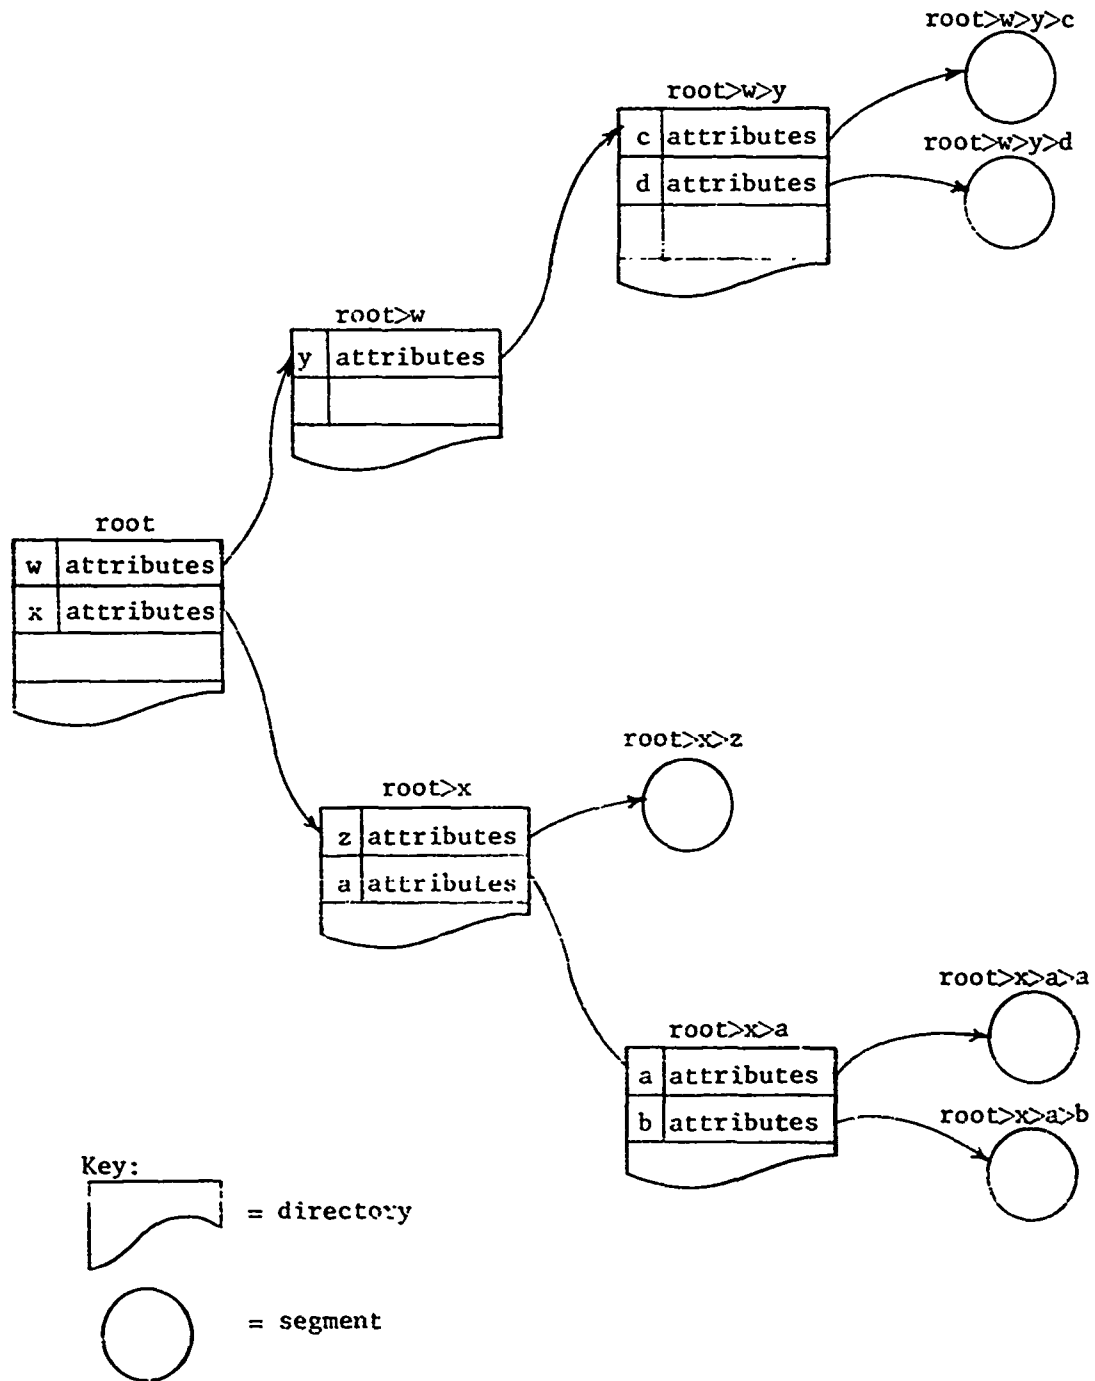 root>w>y>c
root>w>y
c attributes
root>w>y>d
d attributes
root>w
y attributes
root
w attributes
x attributes
root>x>z
root>x
z attributes
a attributes
root>x>a>a
root>x>a
a attributes
b attributes
root>x>a>b
Key:
= directory
= segment